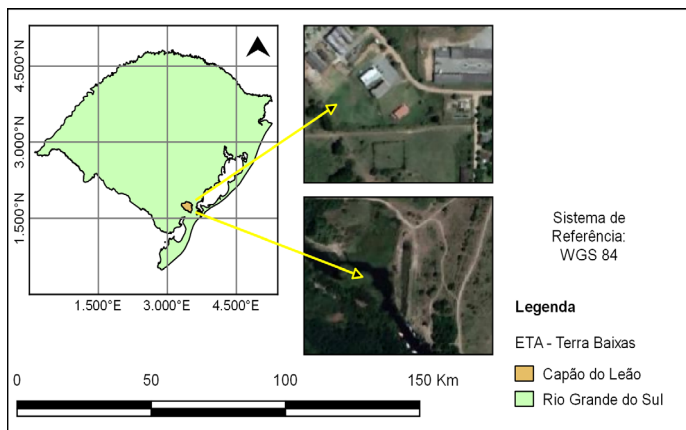 4.500°N
3.000°N
1.500°N
1.500°E 3.000°E 4.500°E
Sistema de
Referência:
WGS 84
Legenda
ETA - Terra Baixas
Capão do Leão
Rio Grande do Sul
0 50 100 150 Km